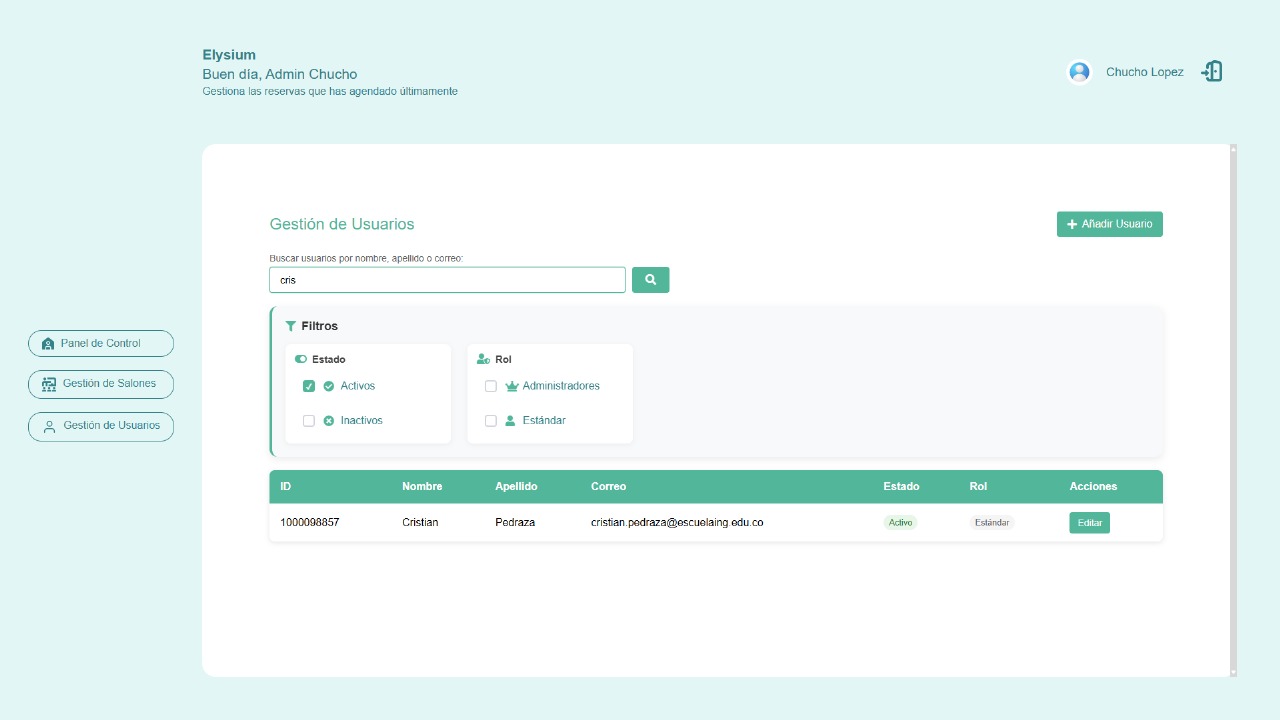 Elysium
Buen día, Admin Chucho
Gestiona las reservas que has agendado últimamente
Chucho Lopez
Panel de Control
Gestión de Salones
Gestión de Usuarios
Gestión de Usuarios
Añadir Usuario
Buscar usuarios por nombre, apellido o correo:
cris
Filtros
Estado
Activos
Inactivos
Rol
Administradores
Estándar
ID Nombre Apellido Correo Estado Rol Acciones
1000098857 Cristian Pedraza cristian.pedraza@escuelaing.edu.co Activo Estándar Editar